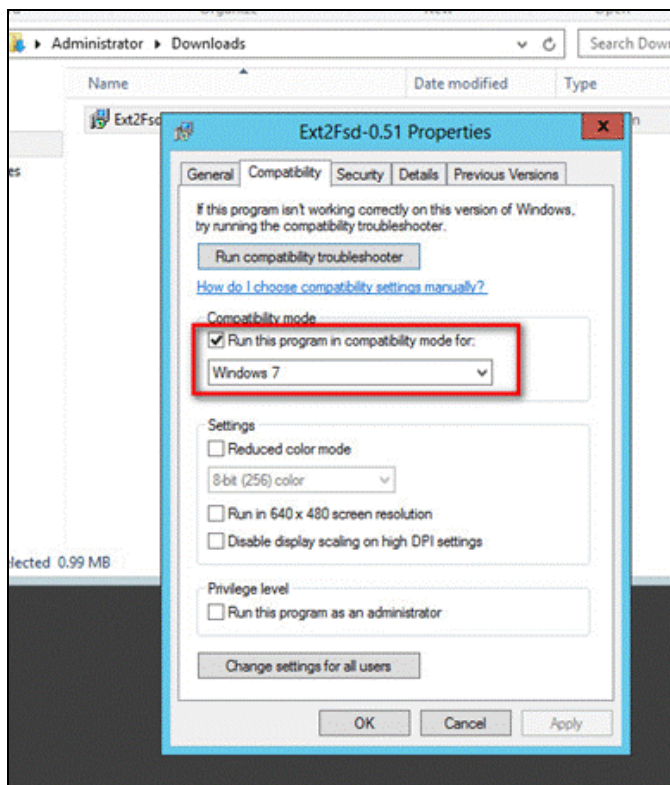 Administrator Downloads Search Down
Name Date modified Type
Ext2Fsd
Ext2Fsd-0.51 Properties
x
General Compatibility Security Details Previous Versions
If this program isn't working correctly on this version of Windows,
try running the compatibility troubleshooter.
Run compatibility troubleshooter
How do I choose compatibility settings manually?
Compatibility mode
Run this program in compatibility mode for:
Windows 7
Settings
Reduced color mode
8-bit (256) color
Run in 640 x 480 screen resolution
Disable display scaling on high DPI settings
elected 0.99 MB
Privilege level
Run this program as an administrator
Change settings for all users
OK Cancel Apply